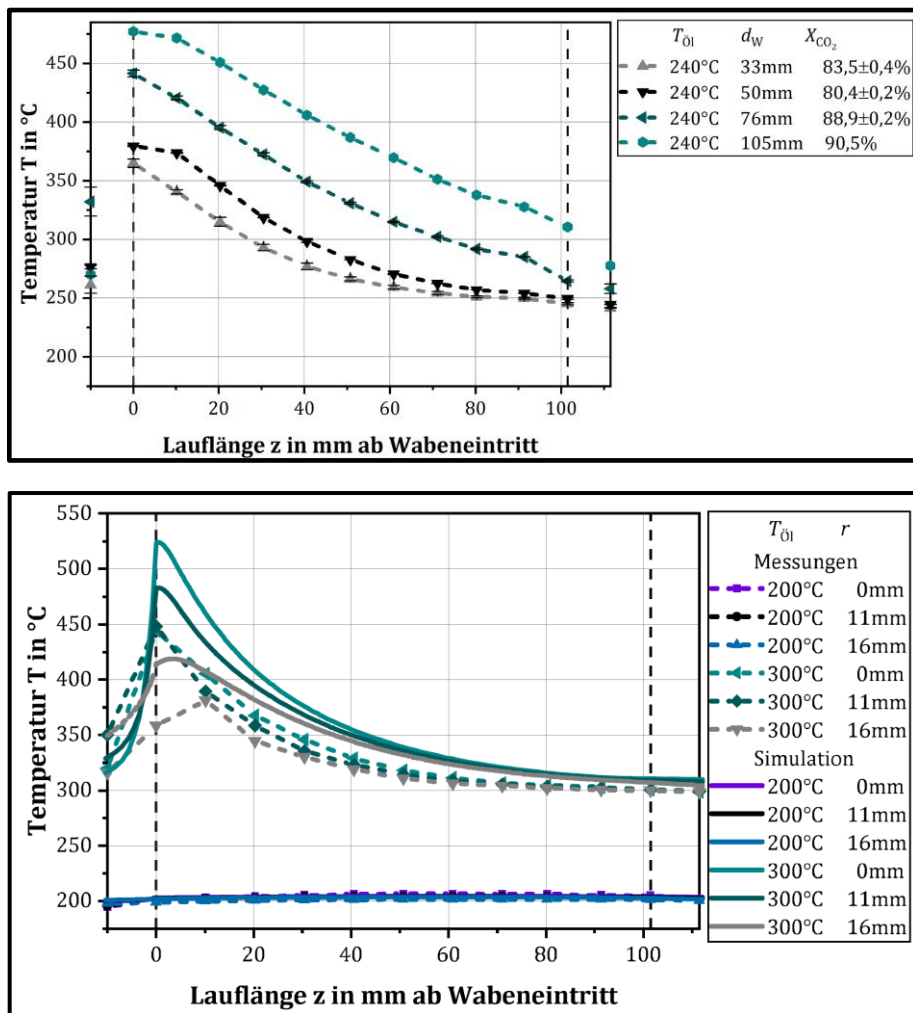 T_Öl d_W X_CO₂
240°C 33mm 83,5±0,4%
240°C 50mm 80,4±0,2%
240°C 76mm 88,9±0,2%
240°C 105mm 90,5%
Temperatur T in °C
450
400
350
300
250
200
0 20 40 60 80 100
Lauflänge z in mm ab Wabeneintritt
T_Öl r
Messungen
200°C 0mm
200°C 11mm
200°C 16mm
300°C 0mm
300°C 11mm
300°C 16mm
Simulation
200°C 0mm
200°C 11mm
200°C 16mm
300°C 0mm
300°C 11mm
300°C 16mm
Temperatur T in °C
550
500
450
400
350
300
250
200
0 20 40 60 80 100
Lauflänge z in mm ab Wabeneintritt